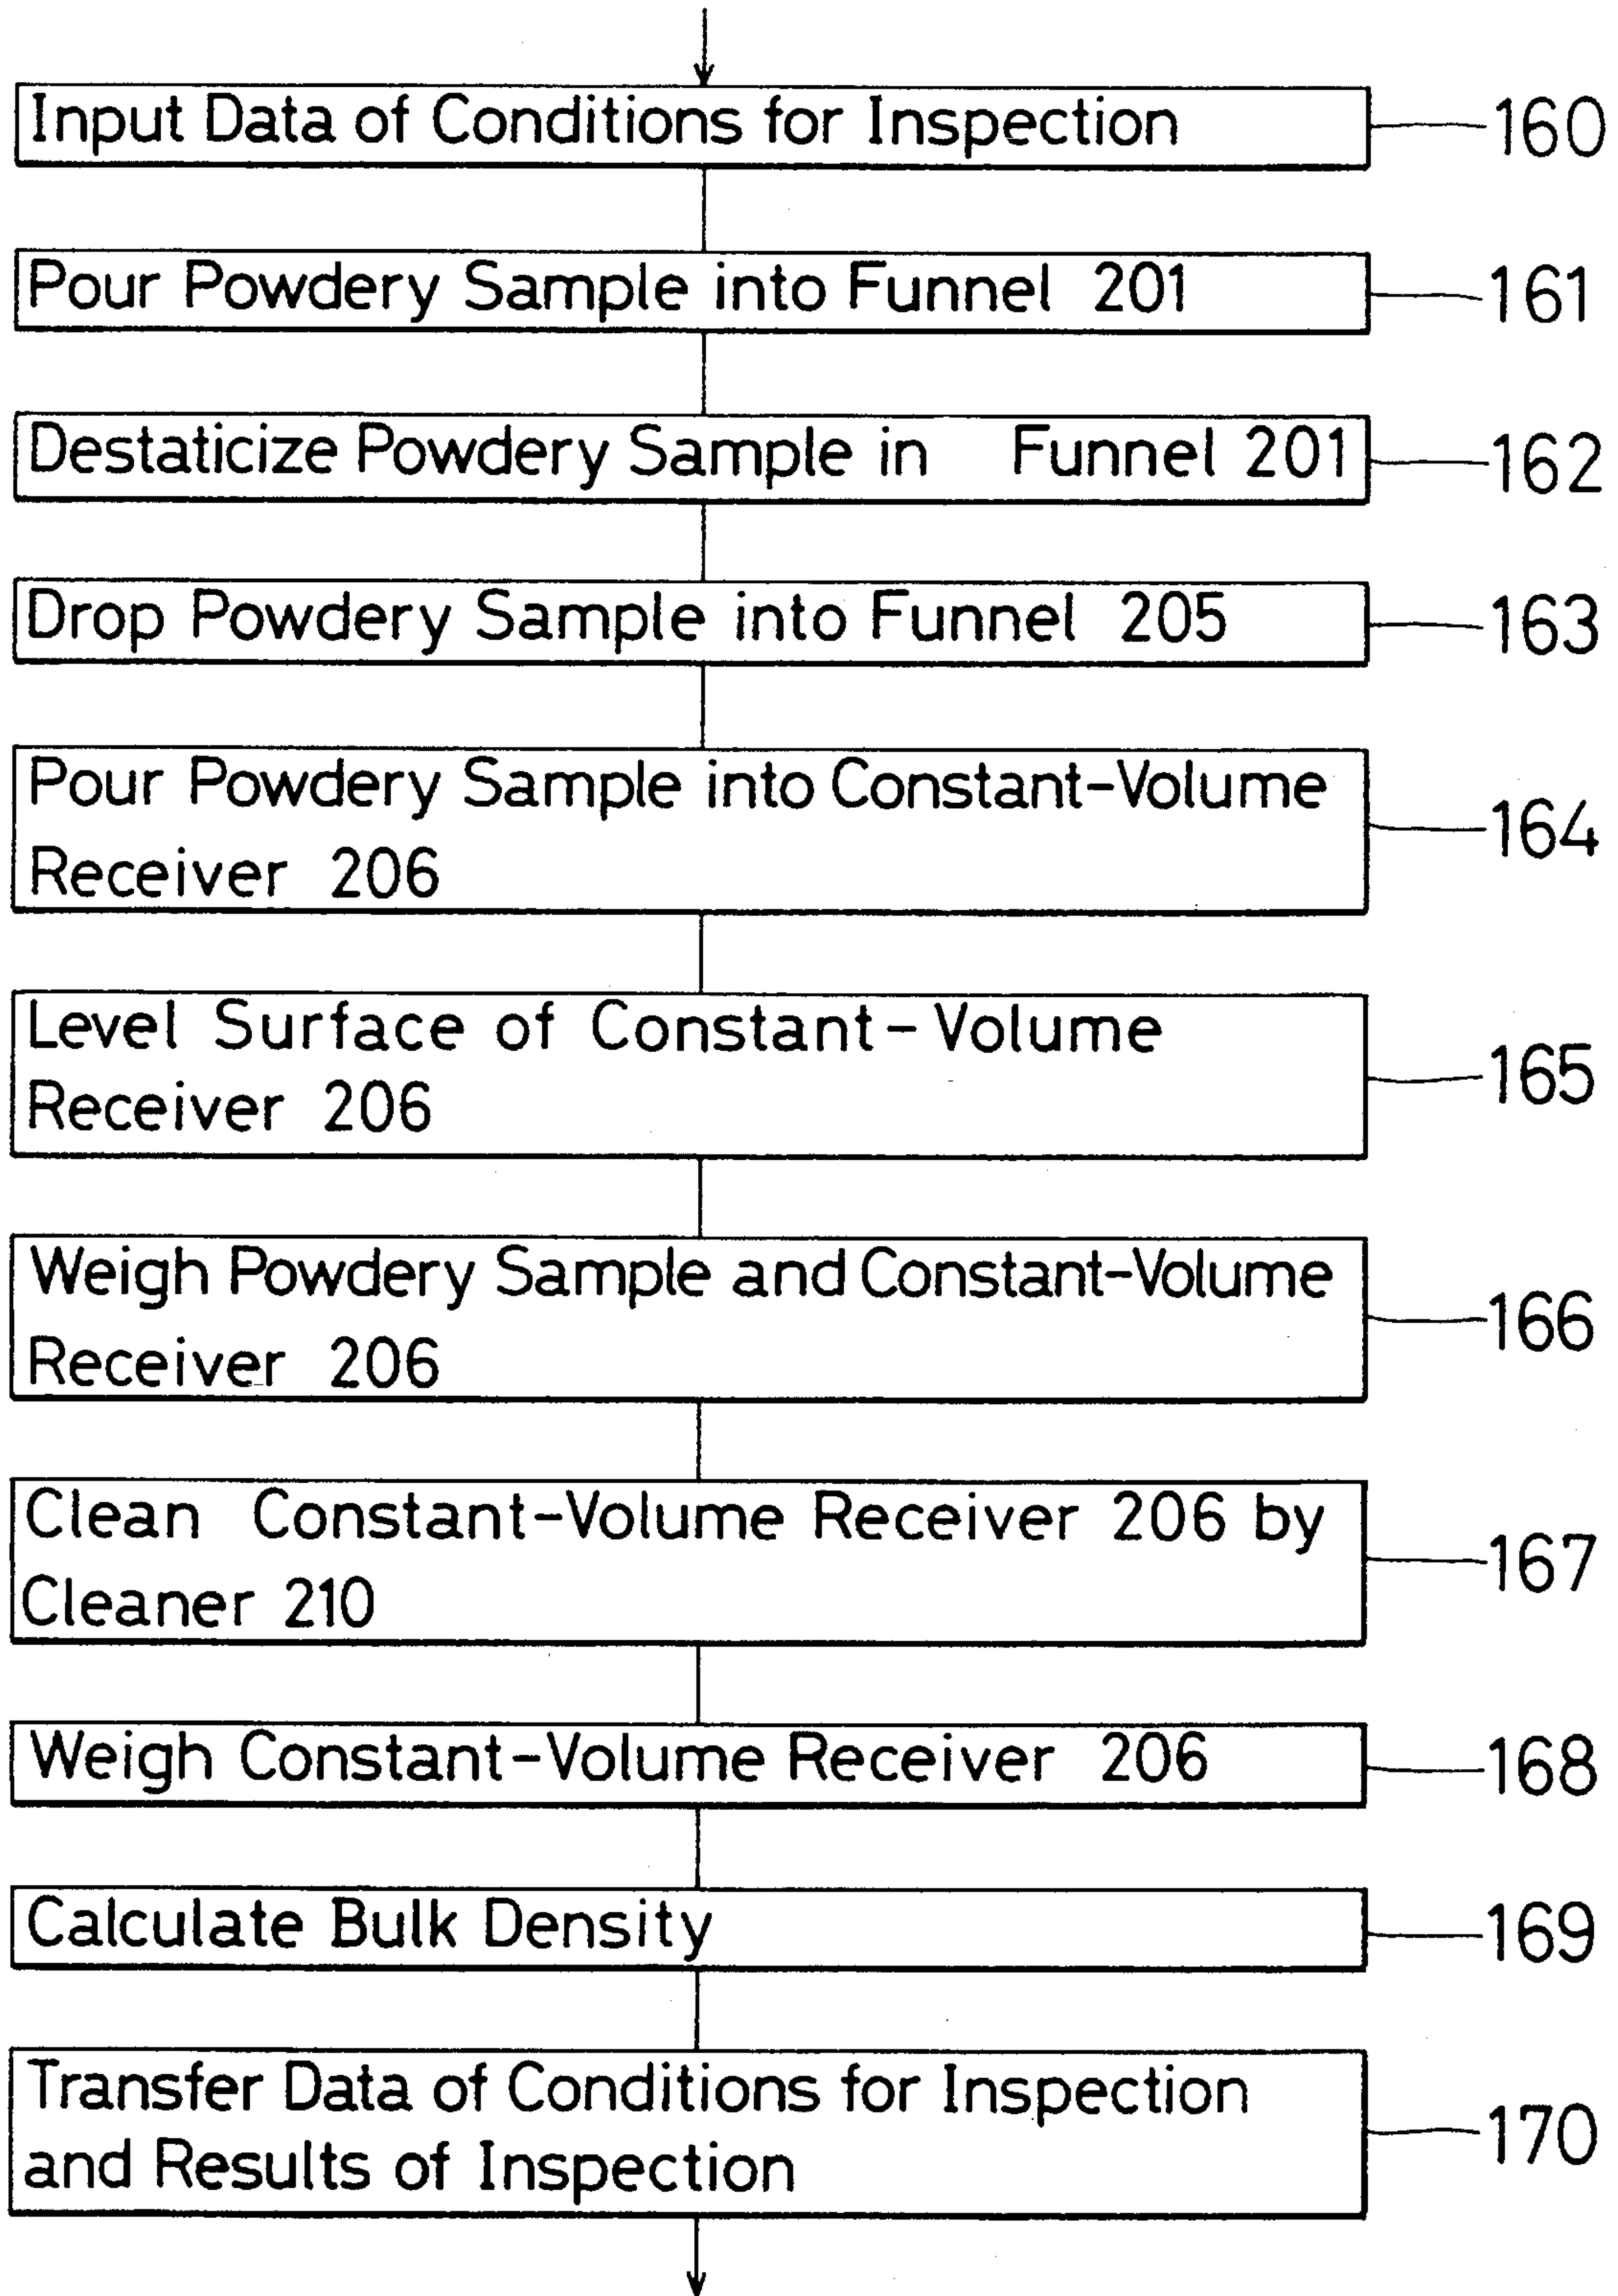 Input Data of Conditions for Inspection 160
Pour Powdery Sample into Funnel 201 161
Destaticize Powdery Sample in Funnel 201 162
Drop Powdery Sample into Funnel 205 163
Pour Powdery Sample into Constant-Volume
Receiver 206
164
Level Surface of Constant-Volume
Receiver 206
165
Weigh Powdery Sample and Constant-Volume
Receiver 206
166
Clean Constant-Volume Receiver 206 by
Cleaner 210
167
Weigh Constant-Volume Receiver 206 168
Calculate Bulk Density 169
Transfer Data of Conditions for Inspection
and Results of Inspection
170